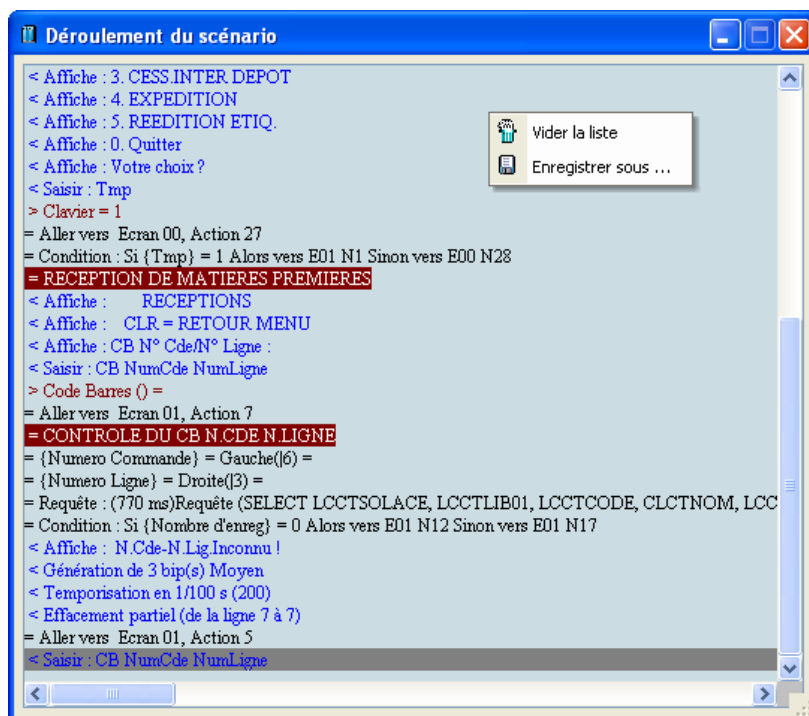 Déroulement du scénario
< Affiche : 3. CESS.INTER DEPOT
< Affiche : 4. EXPEDITION
< Affiche : 5. REEDITION ETIQ.
< Affiche : 0. Quitter
< Affiche : Votre choix ?
< Saisir : Tmp
> Clavier = 1
= Aller vers Ecran 00, Action 27
= Condition : Si {Tmp} = 1 Alors vers E01 N1 Sinon vers E00 N28
= RECEPTION DE MATIERES PREMIERES
< Affiche : RECEPTIONS
< Affiche : CLR = RETOUR MENU
< Affiche : CB N° Cde/N° Ligne :
< Saisir : CB NumCde NumLigne
> Code Barres () =
= Aller vers Ecran 01, Action 7
= CONTROLE DU CB N.CDE N.LIGNE
= {Numero Commande} = Gauche(|6) =
= {Numero Ligne} = Droite(|3) =
= Requête : (770 ms)Requête (SELECT LCCTSOLACE, LCCTLIB01, LCCTCODE, CLCTNOM, LCC
= Condition : Si {Nombre d'enreg} = 0 Alors vers E01 N12 Sinon vers E01 N17
< Affiche : N.Cde-N.Lig.Inconnu !
< Génération de 3 bip(s) Moyen
< Temporisation en 1/100 s (200)
< Effacement partiel (de la ligne 7 à 7)
= Aller vers Ecran 01, Action 5
< Saisir : CB NumCde NumLigne
Vider la liste
Enregistrer sous ...